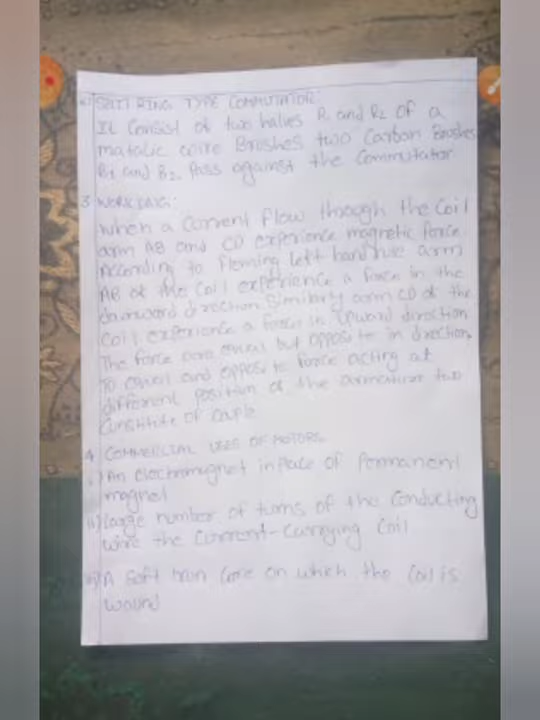 SPLIT RING TYPE COMMUTATOR
It Consist of two halves R1 and R2 of a
matalic wire Brushes two Carbon Brushes
B1 and B2 Pass against the Commutator
3 WORKING:
When a Current flow through the Coil
arm AB and CD experience magnetic force
According to fleming left hand rule arm
AB of the Coil experience a force in the
downward direction Similarly arm CD of the
Coil experience a force in Upward direction
The force are equal but opposite in direction
To equal and opposite force acting at
different position of the armature two
Constitute of Couple
4 COMMERCIAL USES OF MOTORS
i) An electromagnet in place of Permanent
magnet
ii) large number of turns of the Conducting
wire the Current-Carrying Coil
iii) A Soft Iron Core on which the Coil is
wound